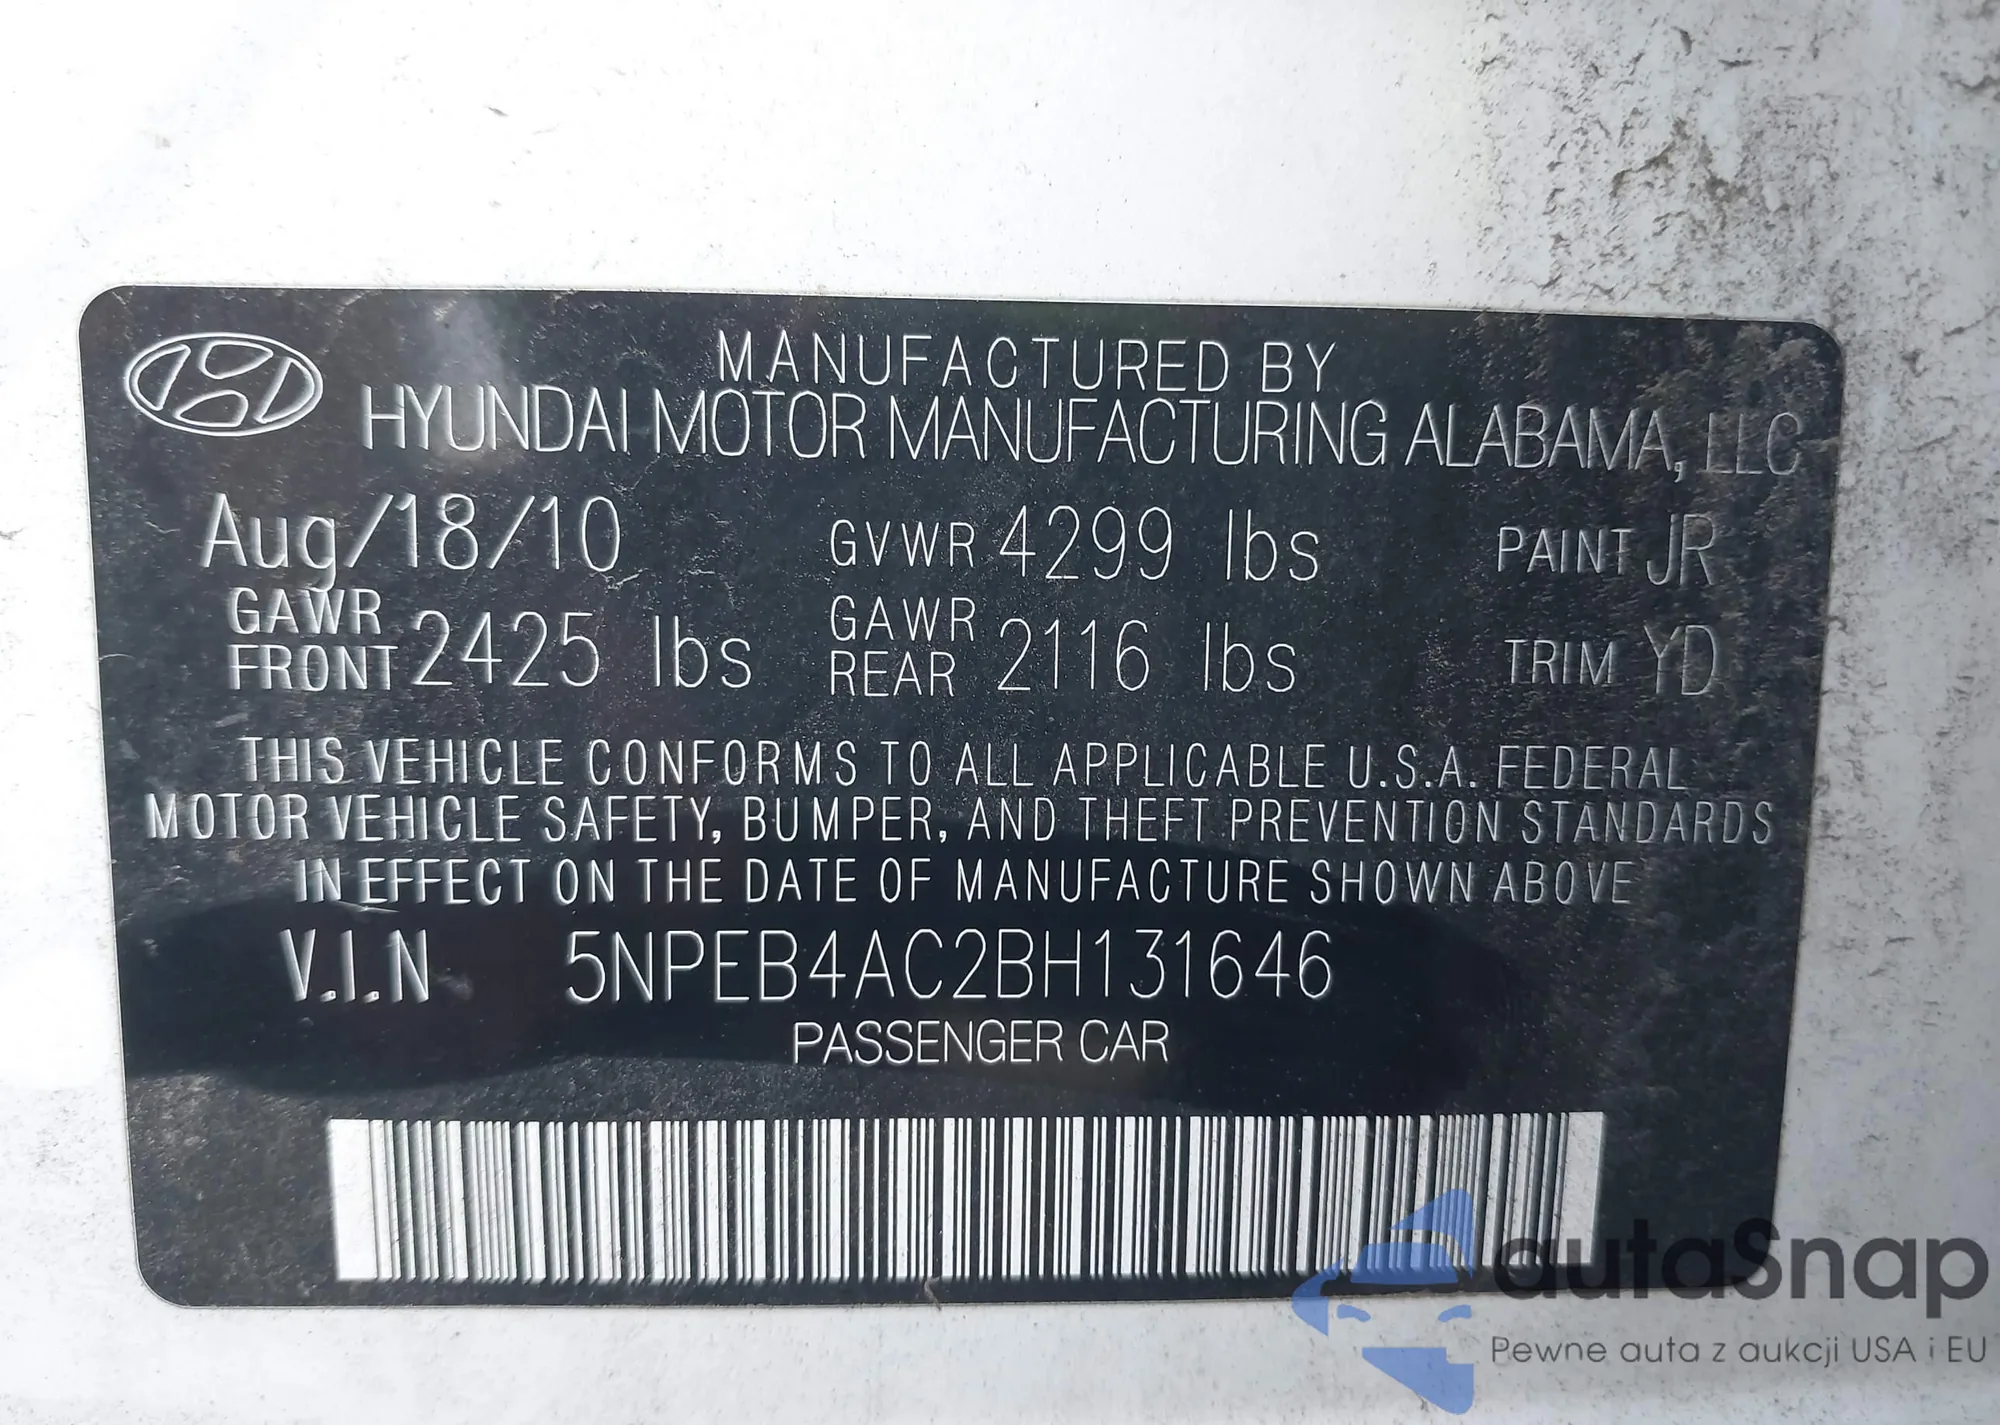 MANUFACTURED BY
HYUNDAI MOTOR MANUFACTURING ALABAMA, LLC
Aug/18/10 GVWR 4299 lbs PAINT JR
GAWR FRONT 2425 lbs GAWR REAR 2116 lbs TRIM YD
THIS VEHICLE CONFORMS TO ALL APPLICABLE U.S.A. FEDERAL
MOTOR VEHICLE SAFETY, BUMPER, AND THEFT PREVENTION STANDARDS
IN EFFECT ON THE DATE OF MANUFACTURE SHOWN ABOVE
V.I.N 5NPEB4AC2BH131646
PASSENGER CAR
autaSnap
Pewne auta z aukcji USA i EU